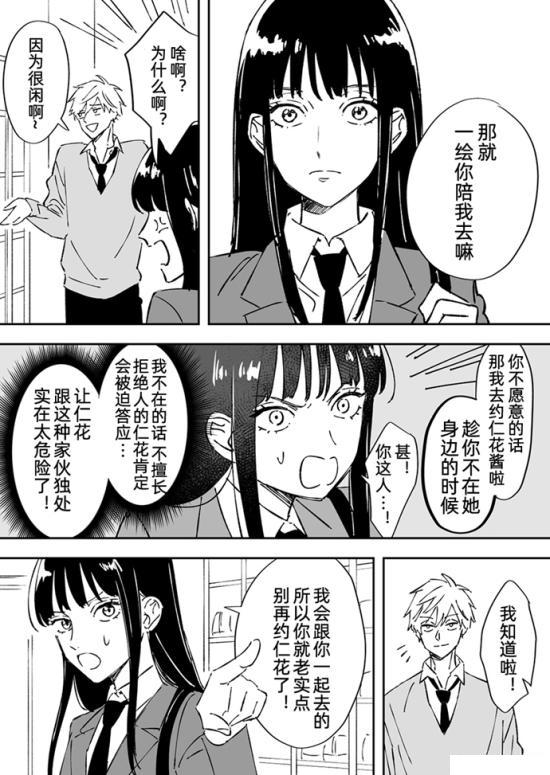 那就
一绘你陪我去嘛
啥啊？
为什么啊？
因为很闲啊~
你不愿意的话
那我去约仁花酱啦
趁你不在她
身边的时候
甚！
你这人…！
我不在的话 不擅长
拒绝人的仁花肯定
会被迫答应…
让仁花
跟这种家伙独处
实在太危险了！
我知道啦！
我会跟你一起去的
所以你就老实点
别再约仁花了！